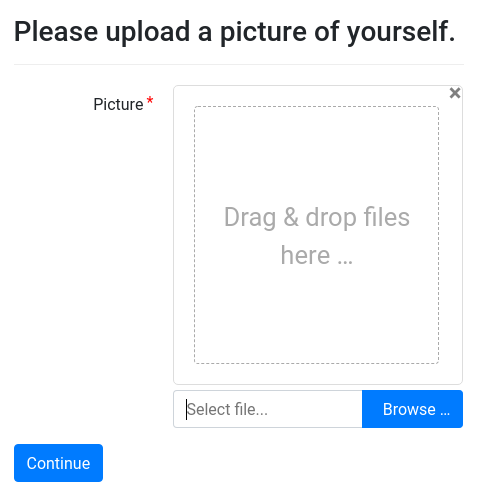 Please upload a picture of yourself.
Picture *
×
Drag & drop files
here ...
Select file...
Browse ...
Continue